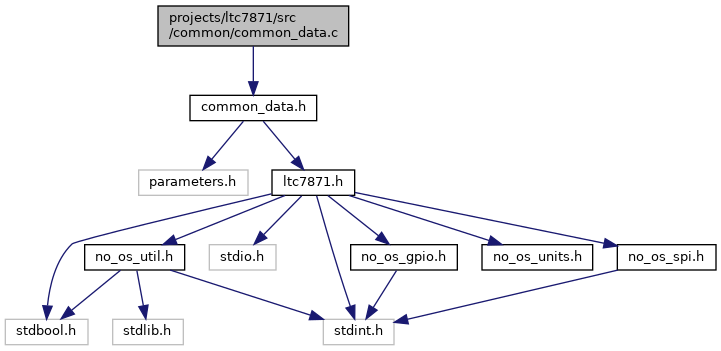 projects/ltc7871/src
/common/common_data.c
common_data.h
parameters.h
ltc7871.h
no_os_util.h
stdio.h
no_os_gpio.h
no_os_units.h
no_os_spi.h
stdbool.h
stdlib.h
stdint.h